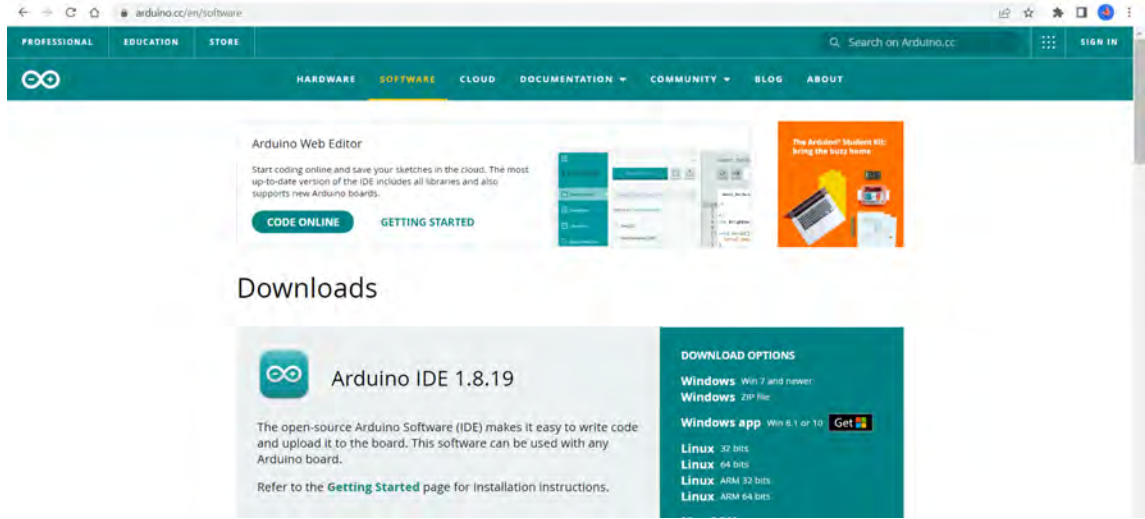 arduino.cc/en/software
PROFESSIONAL EDUCATION STORE Search on Arduino.cc SIGN IN
HARDWARE SOFTWARE CLOUD DOCUMENTATION COMMUNITY BLOG ABOUT
Arduino Web Editor
Start coding online and save your sketches in the cloud. The most
up-to-date version of the IDE includes all libraries and also
supports new Arduino boards.
CODE ONLINE GETTING STARTED
The Arduino® Student Kit:
bring the buzz home
Downloads
Arduino IDE 1.8.19
The open-source Arduino Software (IDE) makes it easy to write code
and upload it to the board. This software can be used with any
Arduino board.
Refer to the Getting Started page for installation instructions.
DOWNLOAD OPTIONS
Windows Win 7 and newer
Windows ZIP file
Windows app Win 8.1 or 10 Get
Linux 32 bits
Linux 64 bits
Linux ARM 32 bits
Linux ARM 64 bits